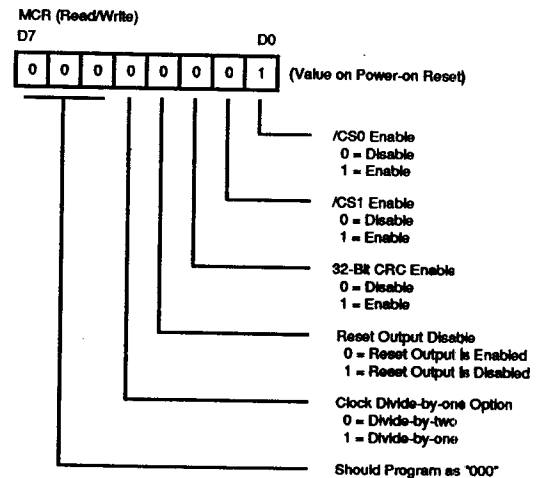 MCR (Read/Write)
D7 D0
0 0 0 0 0 0 0 1 (Value on Power-on Reset)
/CS0 Enable
0 = Disable
1 = Enable
/CS1 Enable
0 = Disable
1 = Enable
32-Bit CRC Enable
0 = Disable
1 = Enable
Reset Output Disable
0 = Reset Output Is Enabled
1 = Reset Output Is Disabled
Clock Divide-by-one Option
0 = Divide-by-two
1 = Divide-by-one
Should Program as "000"